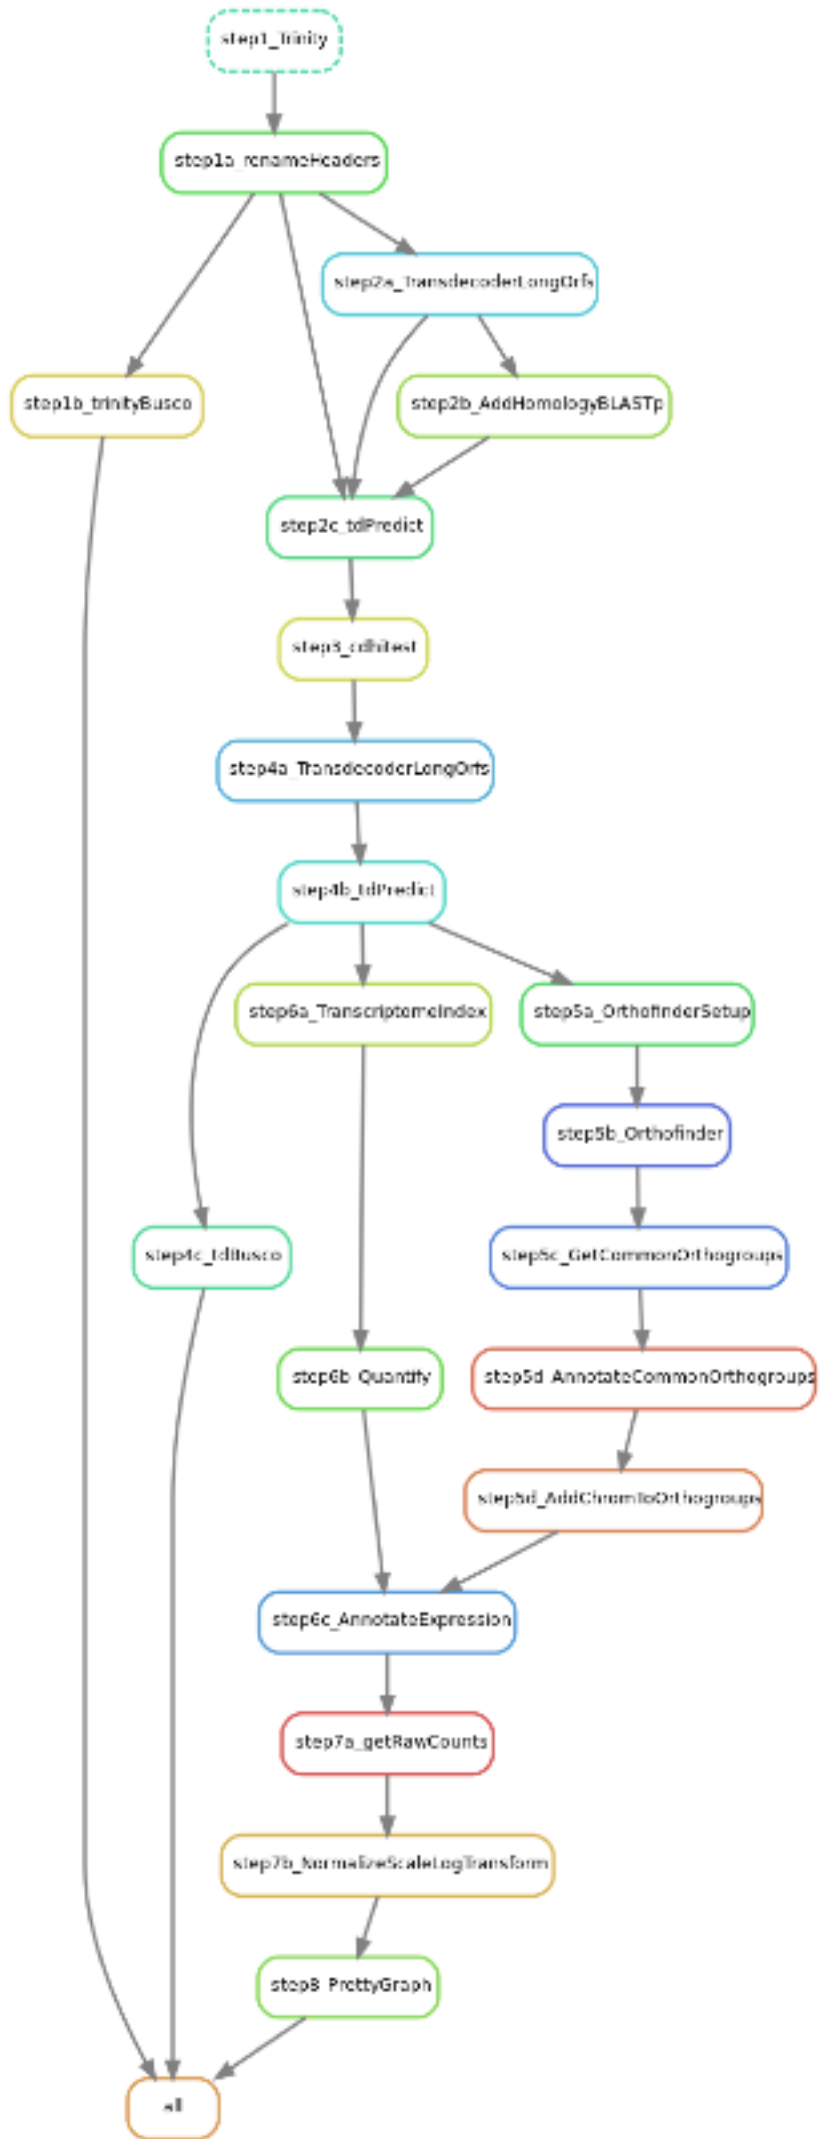 step1_Trinity
step1a_renameHeaders
step2a_TransdecoderLongOrfs
step1b_trinityBusco
step2b_AddHomologyBLASTp
step2c_tdPredict
step3_cdhitest
step4a_TransdecoderLongOrfs
step4b_tdPredict
step6a_TranscriptomeIndex
step5a_OrthofinderSetup
step5b_Orthofinder
step4c_tdBusco
step5c_GetCommonOrthogroups
step6b_Quantify
step5d_AnnotateCommonOrthogroups
step5d_AddChromToOrthogroups
step6c_AnnotateExpression
step7a_getRawCounts
step7b_NormalizeScaleLogTransform
step8_PrettyGraph
all